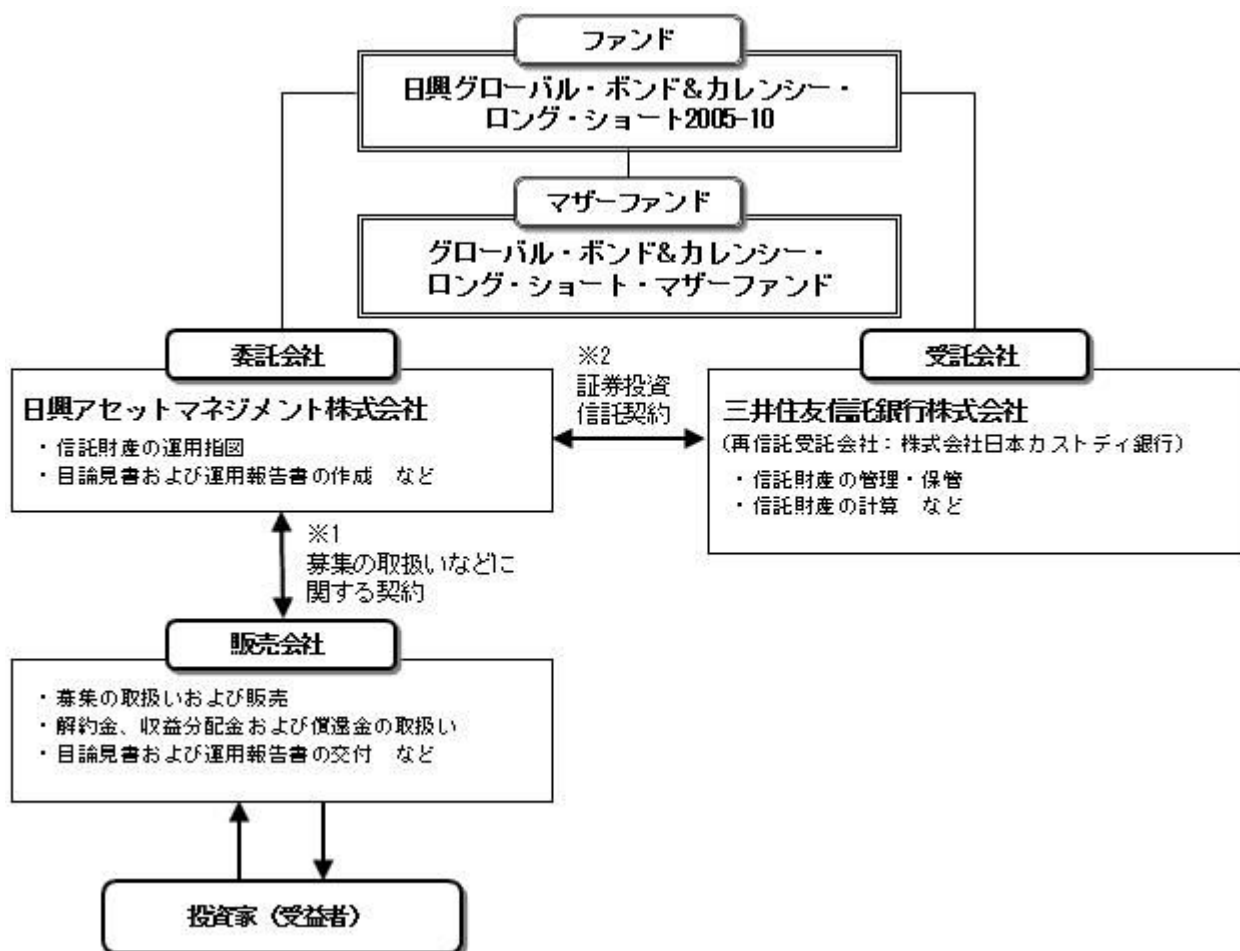 ファンド
日興グローバル・ボンド&カレンシー・
ロング・ショート2005-10
マザーファンド
グローバル・ボンド&カレンシー・
ロング・ショート・マザーファンド
委託会社
日興アセットマネジメント株式会社
・信託財産の運用指図
・目論見書および運用報告書の作成　など
※2
証券投資
信託契約
受託会社
三井住友信託銀行株式会社
(再信託受託会社：株式会社日本カストディ銀行)
・信託財産の管理・保管
・信託財産の計算　など
※1
募集の取扱いなどに
関する契約
販売会社
・募集の取扱いおよび販売
・解約金、収益分配金および償還金の取扱い
・目論見書および運用報告書の交付　など
投資家（受益者）